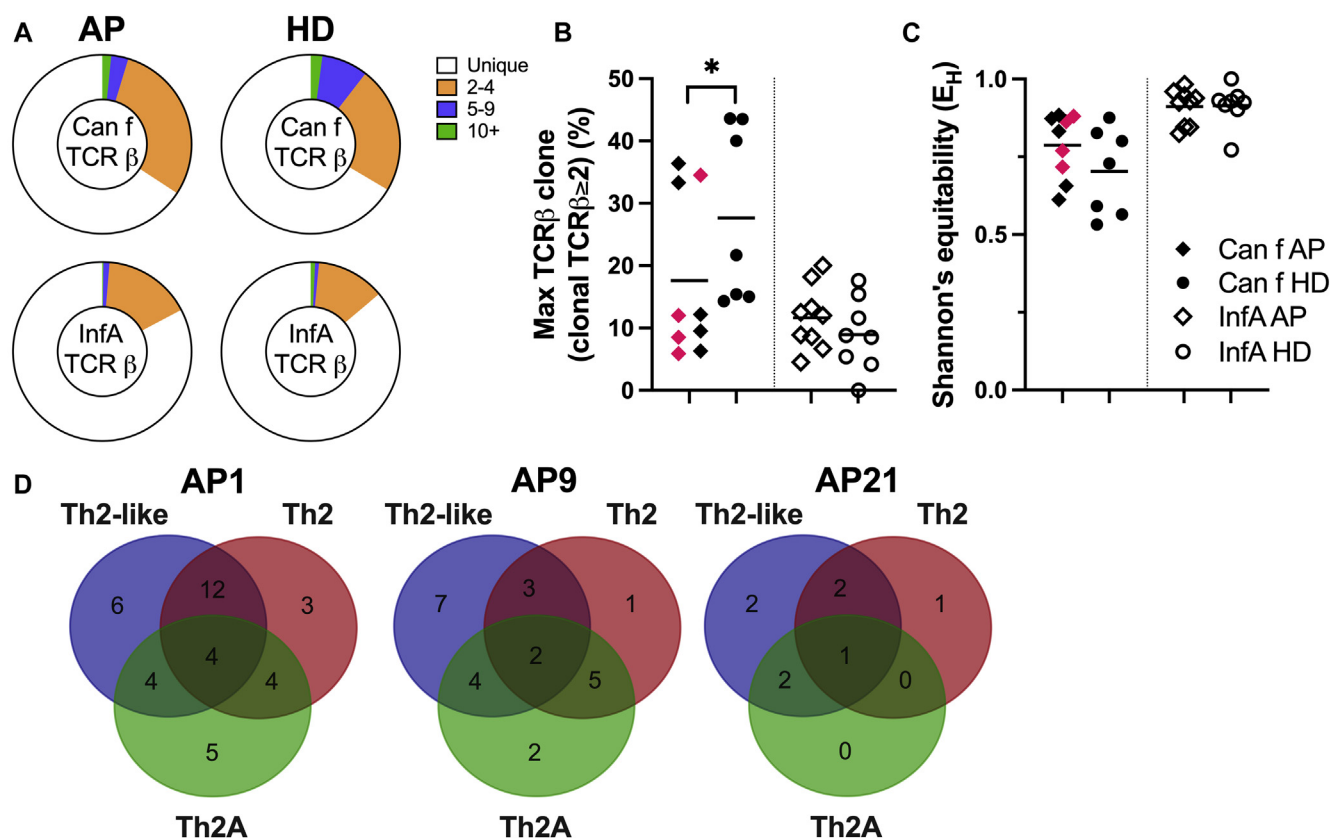 A
AP
HD
Can f
TCR β
Can f
TCR β
InfA
TCR β
InfA
TCR β
Unique
2-4
5-9
10+
B
Max TCRβ clone
(clonal TCRβ≥2) (%)
50
40
30
20
10
0
*
C
Shannon's equitability (E_H)
1.0
0.5
0.0
Can f AP
Can f HD
InfA AP
InfA HD
D
AP1
Th2-like
Th2
6
12
3
4
4
4
5
Th2A
AP9
Th2-like
Th2
7
3
1
2
4
5
2
Th2A
AP21
Th2-like
Th2
2
2
1
1
2
0
0
Th2A